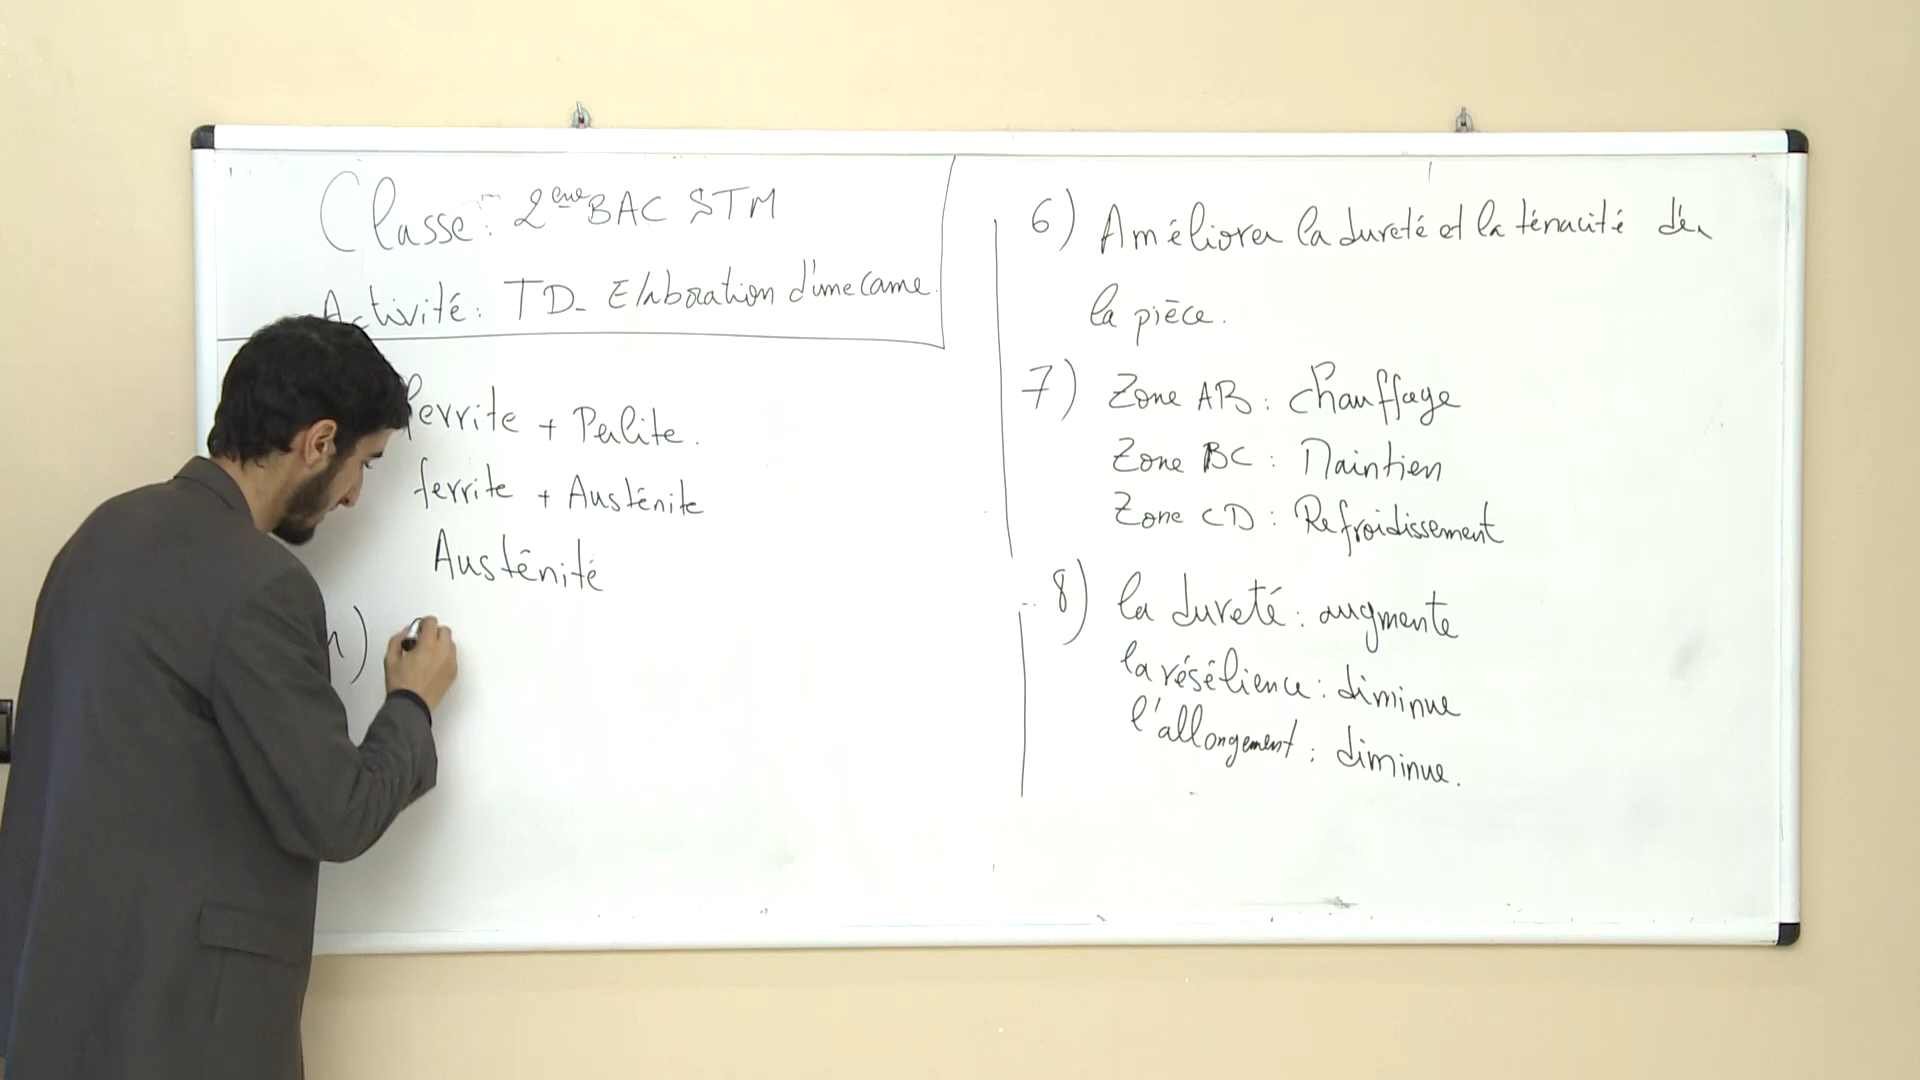 Classe: 2ème BAC STM
Activité: TD- Elaboration d'une came.
ferrite + Perlite.
ferrite + Austénite
Austénité
6) Améliorer la dureté et la ténacité de
la pièce.
7) Zone AB: chauffage
Zone BC: Maintien
Zone CD: Refroidissement
8) la dureté: augmente
la résélience: diminue
l'allongement: diminue.